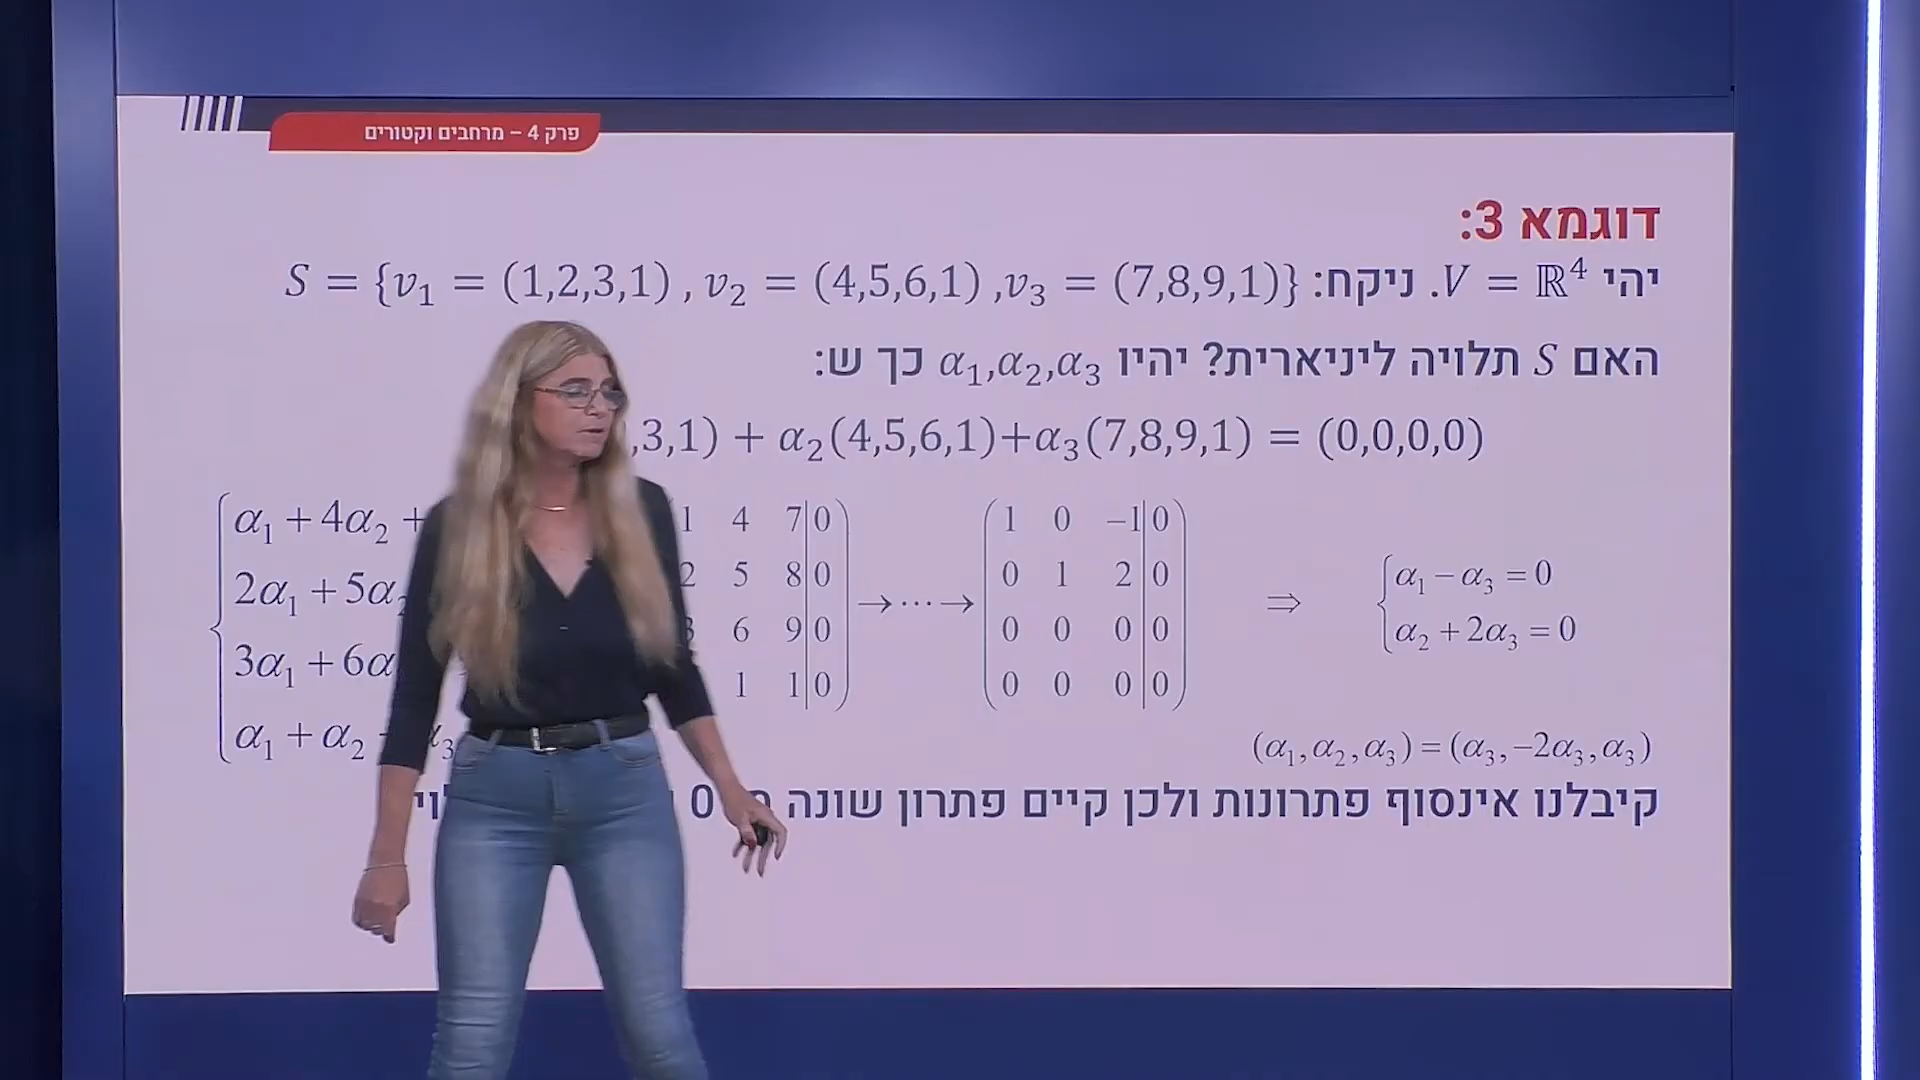 פרק 4 – מרחבים וקטורים
דוגמא 3:
יהי V = ℝ⁴. ניקח: S = {v₁ = (1,2,3,1) , v₂ = (4,5,6,1) ,v₃ = (7,8,9,1)}
האם S תלויה ליניארית? יהיו α₁,α₂,α₃ כך ש:
,3,1) + α₂(4,5,6,1)+α₃(7,8,9,1) = (0,0,0,0)
α₁ + 4α₂ +
2α₁ + 5α₂
3α₁ + 6α
α₁ + α₂
1 4 7|0
2 5 8|0
3 6 9|0
1 1|0
→···→
1 0 −1|0
0 1 2|0
0 0 0|0
0 0 0|0
⇒
α₁ − α₃ = 0
α₂ + 2α₃ = 0
(α₁,α₂,α₃) = (α₃,−2α₃,α₃)
קיבלנו אינסוף פתרונות ולכן קיים פתרון שונה 0